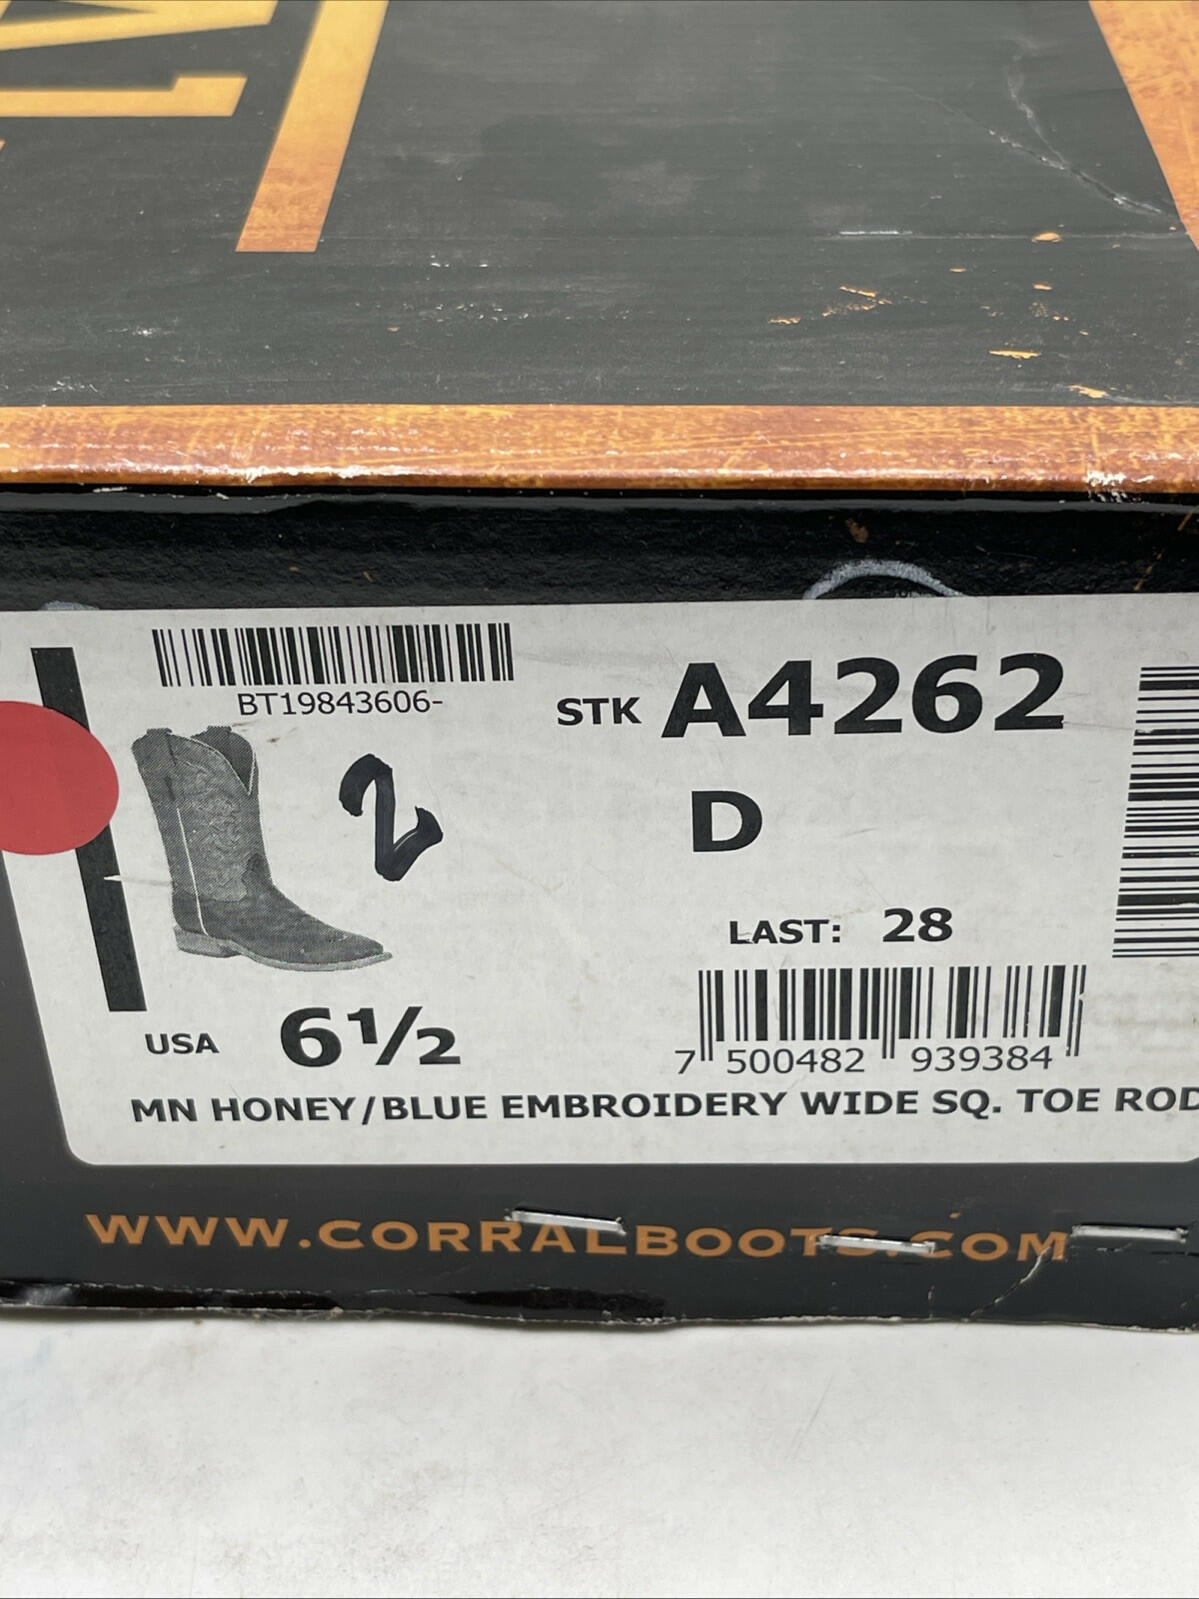 BT19843606-
STK A4262
2
D
LAST: 28
USA 6½
7 500482 939384
MN HONEY/BLUE EMBROIDERY WIDE SQ. TOE ROD
WWW.CORRALBOOTS.COM